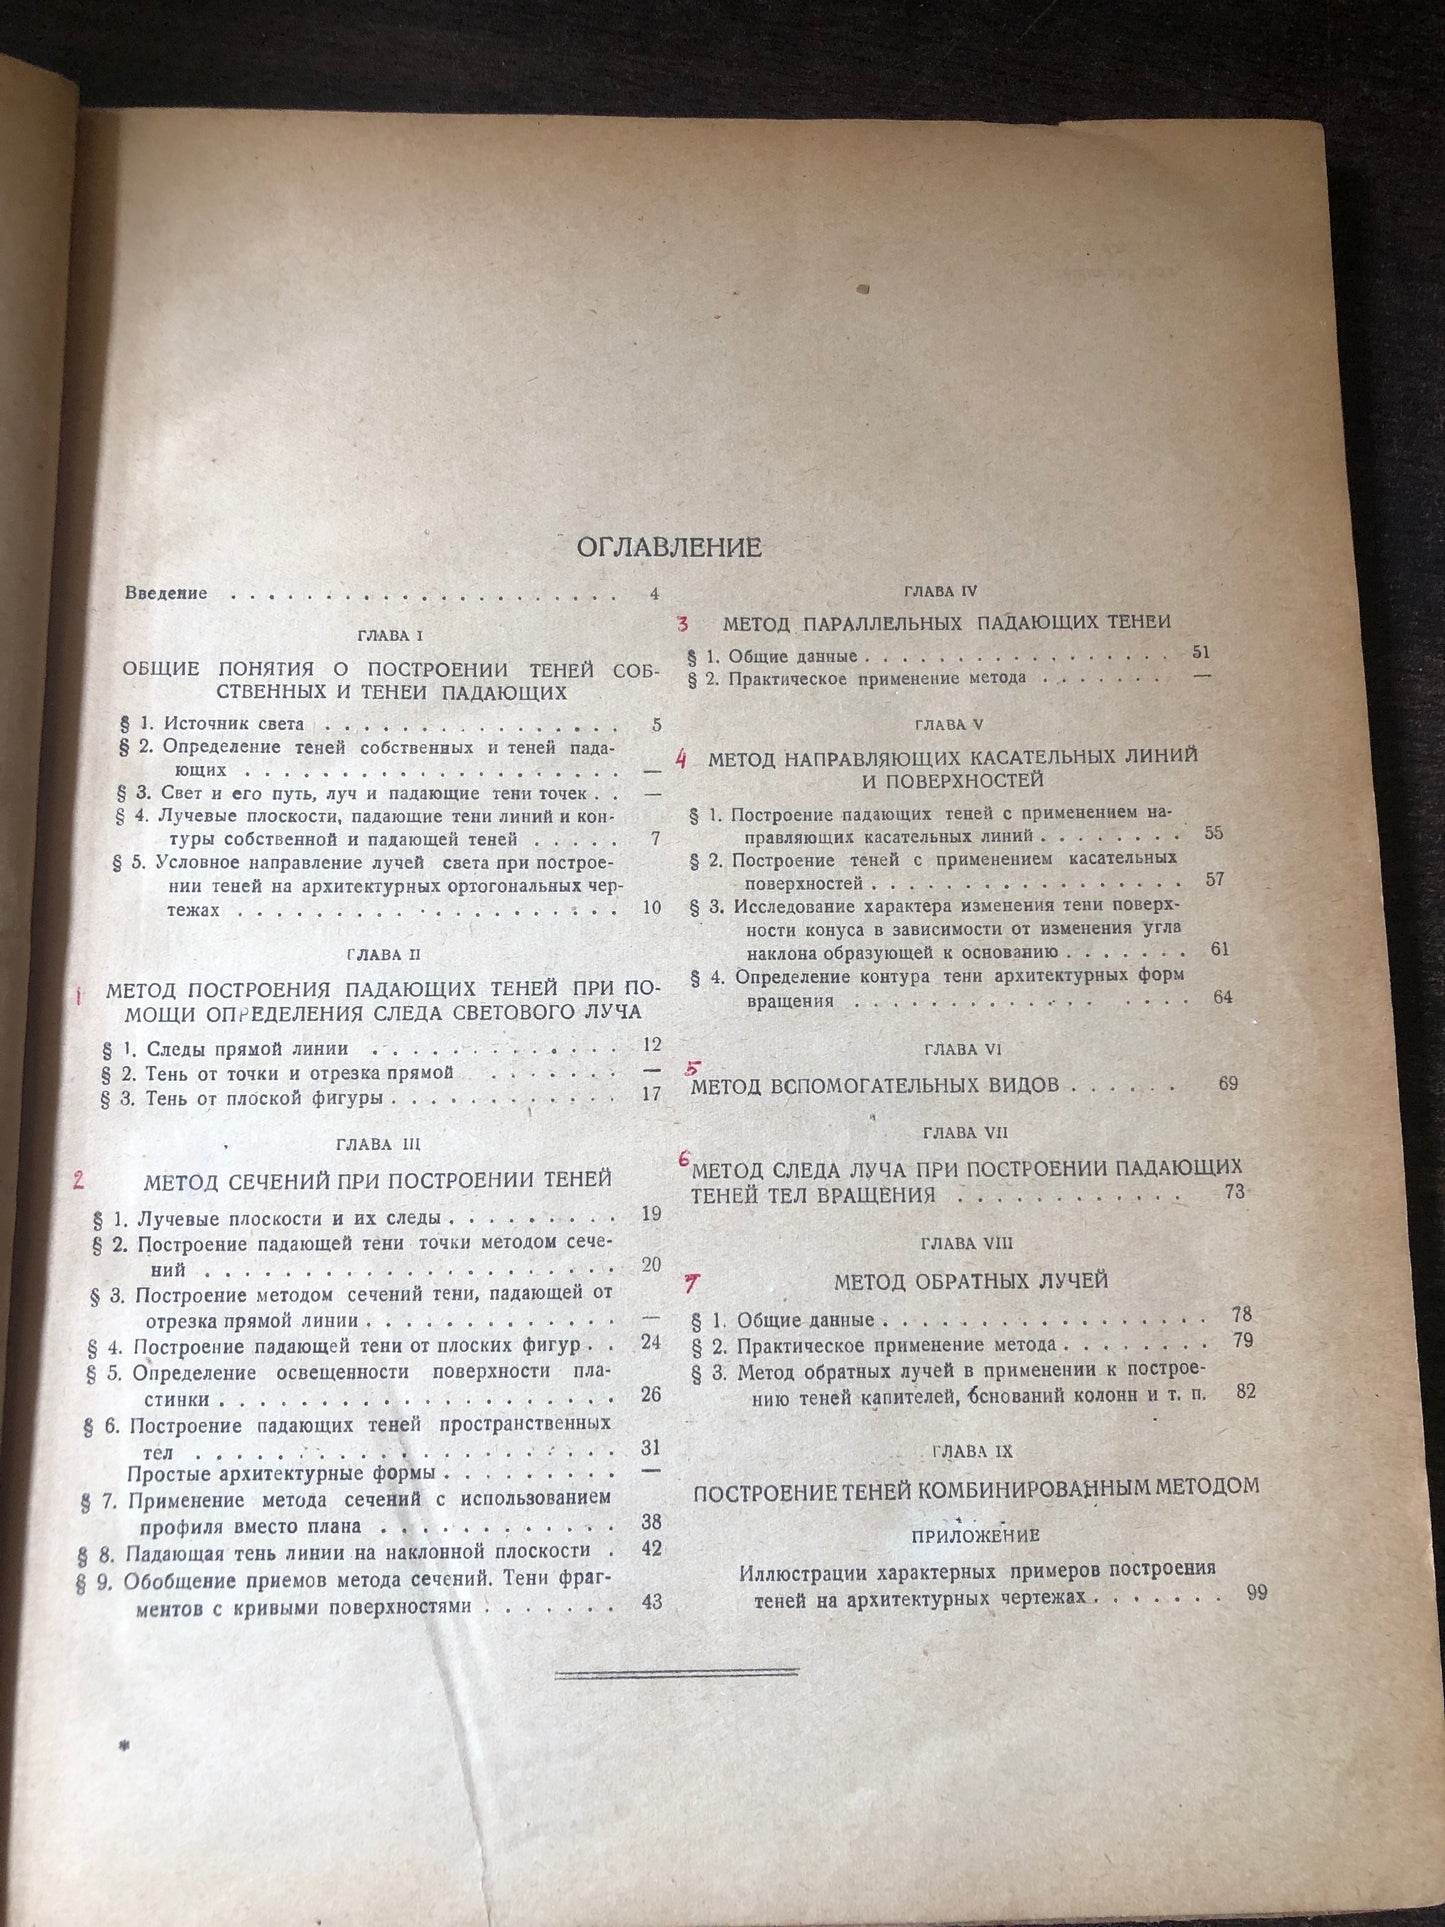 ОГЛАВЛЕНИЕ
Введение . . . . . . . . . . . . . . . . . . . . . 4
ГЛАВА I
ОБЩИЕ ПОНЯТИЯ О ПОСТРОЕНИИ ТЕНЕЙ СОБ-
СТВЕННЫХ И ТЕНЕИ ПАДАЮЩИХ
§ 1. Источник света . . . . . . . . . . . . . . . . 5
§ 2. Определение теней собственных и теней пада-
ющих . . . . . . . . . . . . . . . . . . . . —
§ 3. Свет и его путь, луч и падающие тени точек . . —
§ 4. Лучевые плоскости, падающие тени линий и кон-
туры собственной и падающей теней . . . . . 7
§ 5. Условное направление лучей света при построе-
нии теней на архитектурных ортогональных чер-
тежах . . . . . . . . . . . . . . . . . . . . 10
ГЛАВА II
1 МЕТОД ПОСТРОЕНИЯ ПАДАЮЩИХ ТЕНЕЙ ПРИ ПО-
МОЩИ ОПРЕДЕЛЕНИЯ СЛЕДА СВЕТОВОГО ЛУЧА
§ 1. Следы прямой линии . . . . . . . . . . . . . 12
§ 2. Тень от точки и отрезка прямой . . . . . . . —
§ 3. Тень от плоской фигуры . . . . . . . . . . . . 17
ГЛАВА III
2 МЕТОД СЕЧЕНИЙ ПРИ ПОСТРОЕНИИ ТЕНЕЙ
§ 1. Лучевые плоскости и их следы . . . . . . . . . 19
§ 2. Построение падающей тени точки методом сече-
ний . . . . . . . . . . . . . . . . . . . . . 20
§ 3. Построение методом сечений тени, падающей от
отрезка прямой линии . . . . . . . . . . . . . —
§ 4. Построение падающей тени от плоских фигур . . 24
§ 5. Определение освещенности поверхности пла-
стинки . . . . . . . . . . . . . . . . . . . . 26
§ 6. Построение падающих теней пространственных
тел . . . . . . . . . . . . . . . . . . . . . 31
Простые архитектурные формы . . . . . . . . . —
§ 7. Применение метода сечений с использованием
профиля вместо плана . . . . . . . . . . . . 38
§ 8. Падающая тень линии на наклонной плоскости . 42
§ 9. Обобщение приемов метода сечений. Тени фраг-
ментов с кривыми поверхностями . . . . . . . 43
*
ГЛАВА IV
3 МЕТОД ПАРАЛЛЕЛЬНЫХ ПАДАЮЩИХ ТЕНЕИ
§ 1. Общие данные . . . . . . . . . . . . . . . . . 51
§ 2. Практическое применение метода . . . . . . . —
ГЛАВА V
4 МЕТОД НАПРАВЛЯЮЩИХ КАСАТЕЛЬНЫХ ЛИНИЙ
И ПОВЕРХНОСТЕЙ
§ 1. Построение падающих теней с применением на-
правляющих касательных линий . . . . . . . . 55
§ 2. Построение теней с применением касательных
поверхностей . . . . . . . . . . . . . . . . . 57
§ 3. Исследование характера изменения тени поверх-
ности конуса в зависимости от изменения угла
наклона образующей к основанию . . . . . . . 61
§ 4. Определение контура тени архитектурных форм
вращения . . . . . . . . . . . . . . . . . 64
ГЛАВА VI
5 МЕТОД ВСПОМОГАТЕЛЬНЫХ ВИДОВ . . . . . . 69
ГЛАВА VII
6 МЕТОД СЛЕДА ЛУЧА ПРИ ПОСТРОЕНИИ ПАДАЮЩИХ
ТЕНЕЙ ТЕЛ ВРАЩЕНИЯ . . . . . . . . . . . . 73
ГЛАВА VIII
7 МЕТОД ОБРАТНЫХ ЛУЧЕЙ
§ 1. Общие данные . . . . . . . . . . . . . . . . . 78
§ 2. Практическое применение метода . . . . . . . . 79
§ 3. Метод обратных лучей в применении к построе-
нию теней капителей, оснований колонн и т. п. 82
ГЛАВА IX
ПОСТРОЕНИЕ ТЕНЕЙ КОМБИНИРОВАННЫМ МЕТОДОМ
ПРИЛОЖЕНИЕ
Иллюстрации характерных примеров построения
теней на архитектурных чертежах . . . . . . . 99